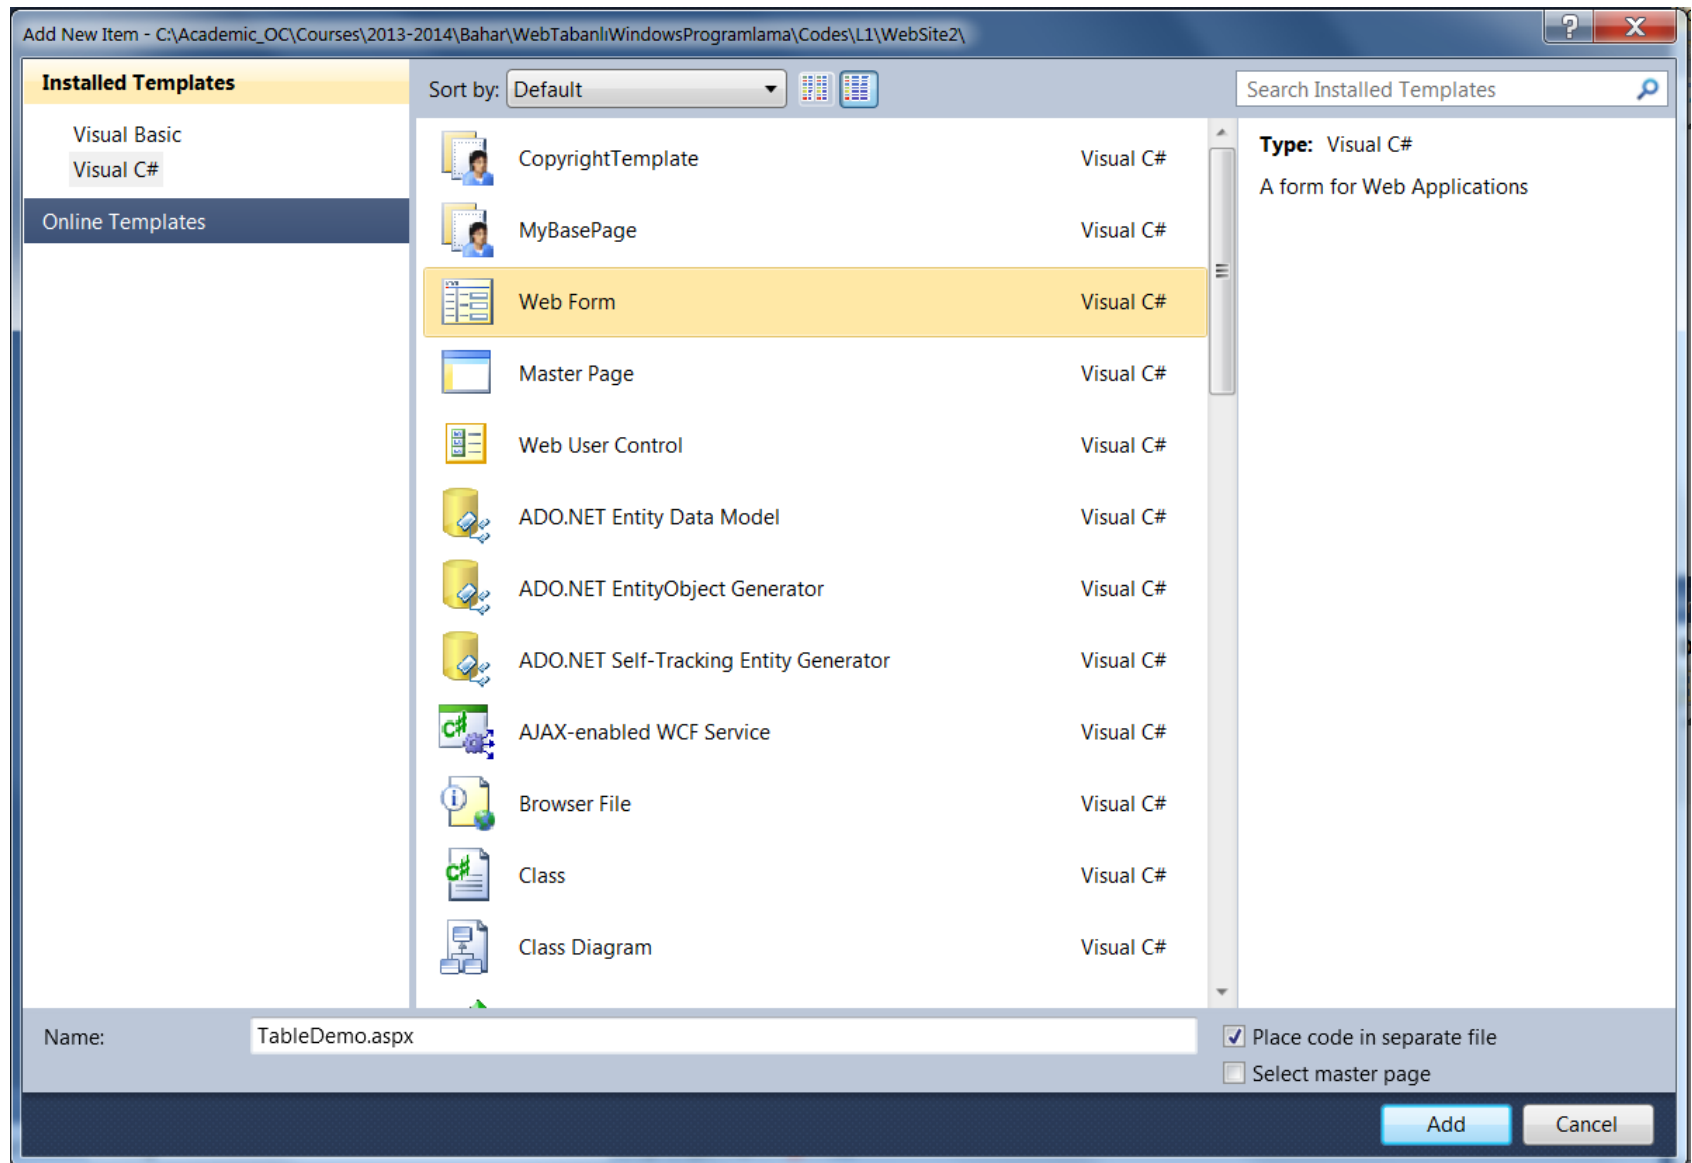 Add New Item - C:\Academic_OC\Courses\2013-2014\Bahar\WebTabanlıWindowsProgramlama\Codes\L1\WebSite2\
Installed Templates
Sort by: Default
Search Installed Templates
Visual Basic
Visual C#
Online Templates
CopyrightTemplate Visual C#
MyBasePage Visual C#
Web Form Visual C#
Master Page Visual C#
Web User Control Visual C#
ADO.NET Entity Data Model Visual C#
ADO.NET EntityObject Generator Visual C#
ADO.NET Self-Tracking Entity Generator Visual C#
AJAX-enabled WCF Service Visual C#
Browser File Visual C#
Class Visual C#
Class Diagram Visual C#
Type: Visual C#
A form for Web Applications
Name: TableDemo.aspx
Place code in separate file
Select master page
Add Cancel